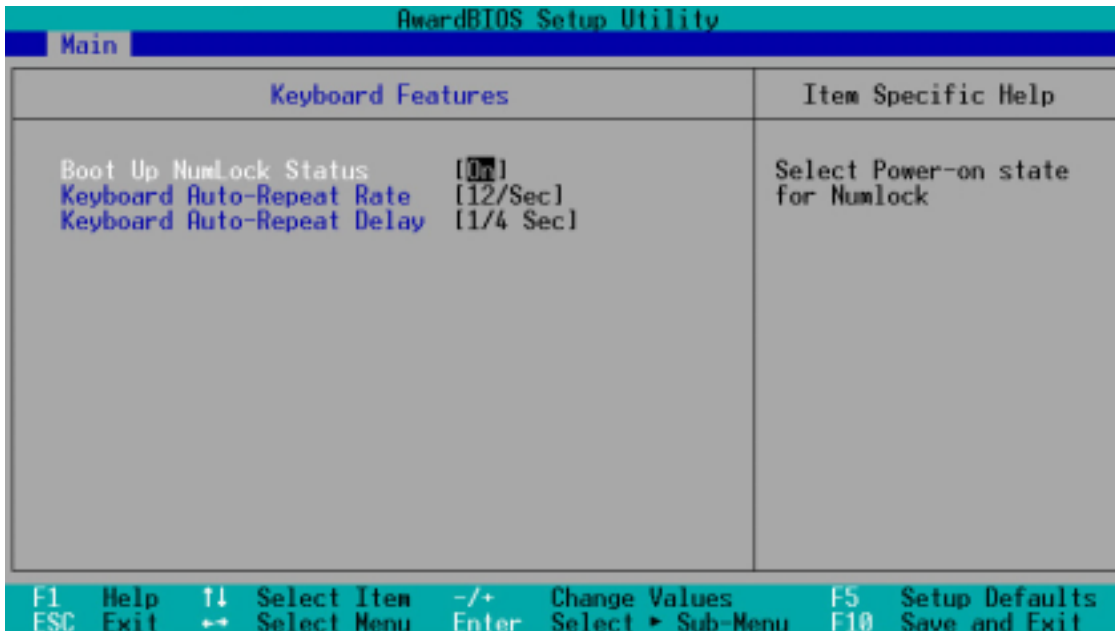 AwardBIOS Setup Utility
Main
Keyboard Features
Item Specific Help
Boot Up NumLock Status [On]
Keyboard Auto-Repeat Rate [12/Sec]
Keyboard Auto-Repeat Delay [1/4 Sec]
Select Power-on state
for Numlock
F1 Help ↑↓ Select Item -/+ Change Values F5 Setup Defaults
ESC Exit ←→ Select Menu Enter Select ► Sub-Menu F10 Save and Exit